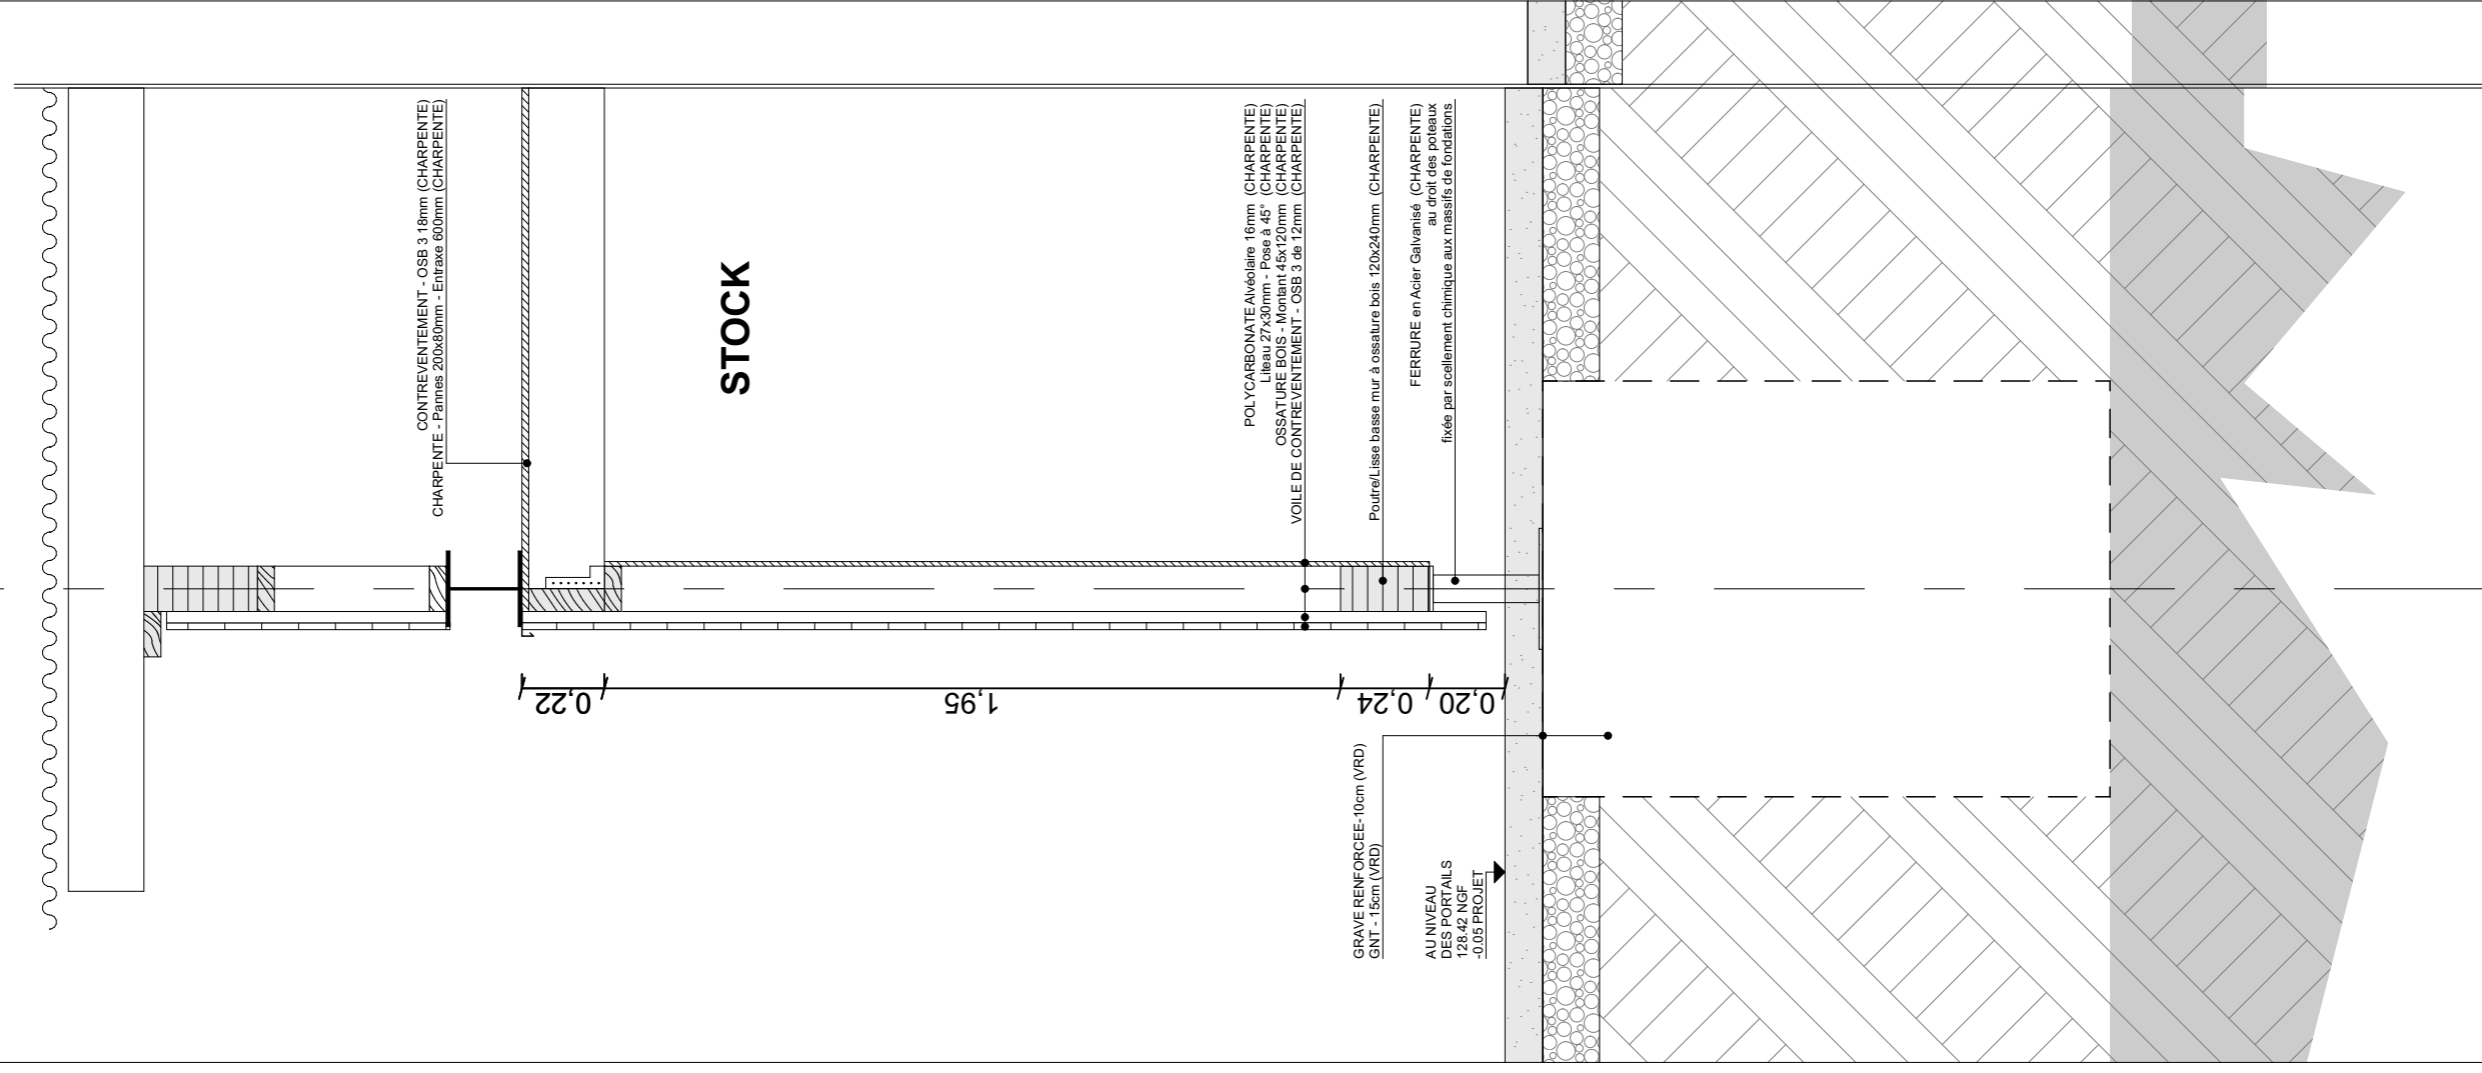 CONTREVENTEMENT - OSB 3 18mm (CHARPENTE)
CHARPENTE - Pannes 200x80mm - Entraxe 600mm (CHARPENTE)
STOCK
POLYCARBONATE Alvéolaire 16mm (CHARPENTE)
Liteau 27x30mm - Pose à 45° (CHARPENTE)
OSSATURE BOIS - Montant 45x120mm (CHARPENTE)
VOILE DE CONTREVENTEMENT - OSB 3 de 12mm (CHARPENTE)
Poutre/Lisse basse mur à ossature bois 120x240mm (CHARPENTE)
FERRURE en Acier Galvanisé (CHARPENTE)
au droit des poteaux
fixée par scellement chimique aux massifs de fondations
0,22
1,95
0,24
0,20
GRAVE RENFORCEE-10cm (VRD)
GNT - 15cm (VRD)
AU NIVEAU
DES PORTAILS
128.42 NGF
-0.05 PROJET